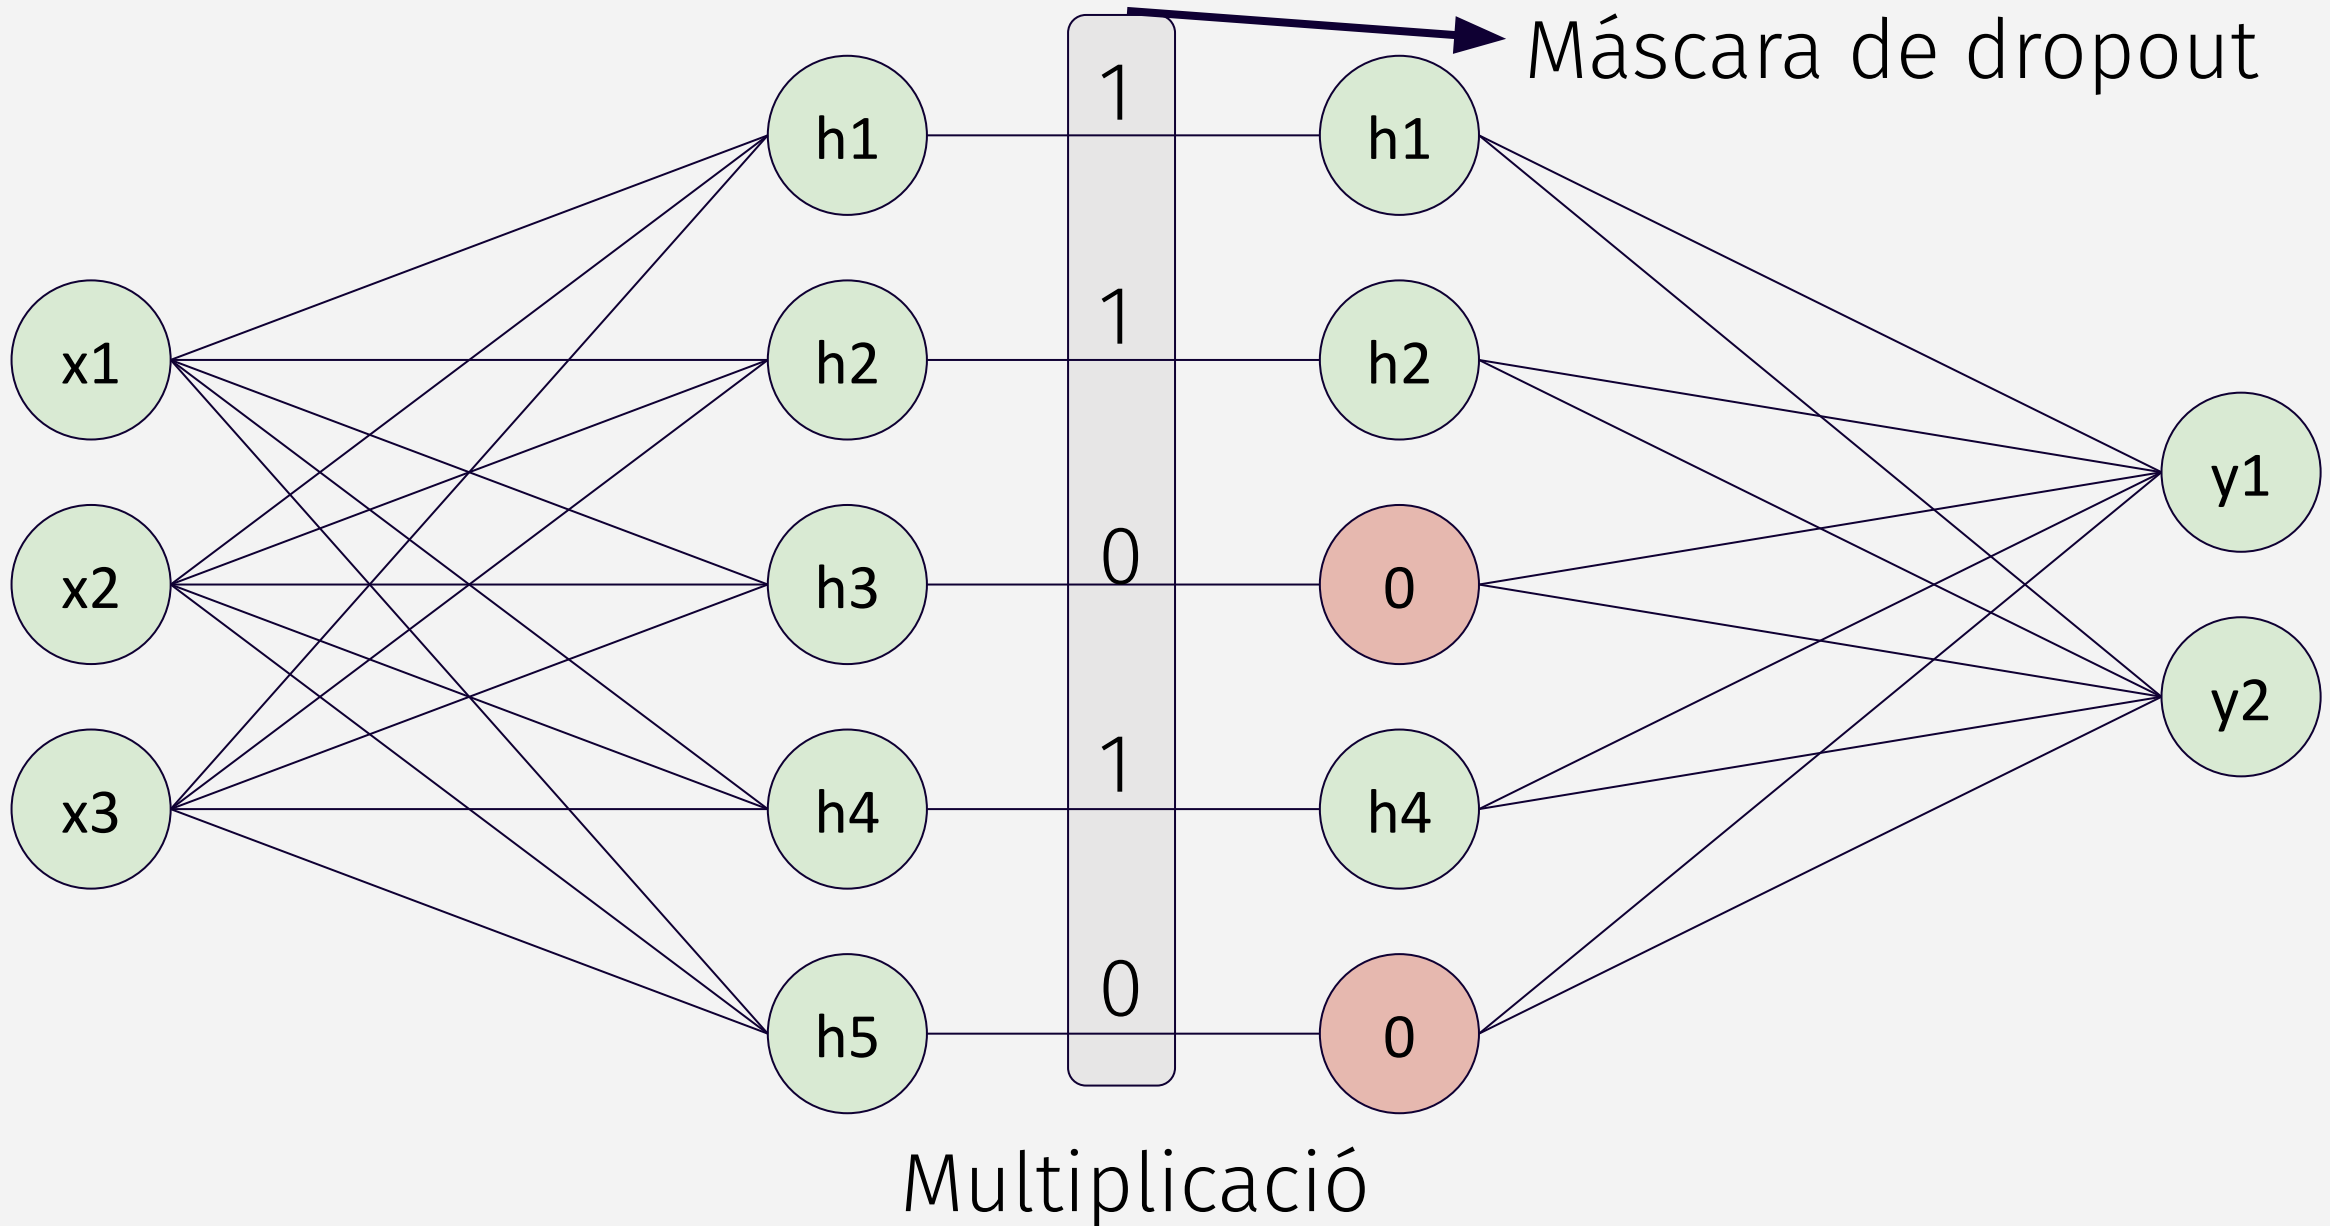 Máscara de dropout
h1 1 h1
x1 h2 1 h2
y1
x2 h3 0 0
y2
x3 h4 1 h4
h5 0 0
Multiplicació